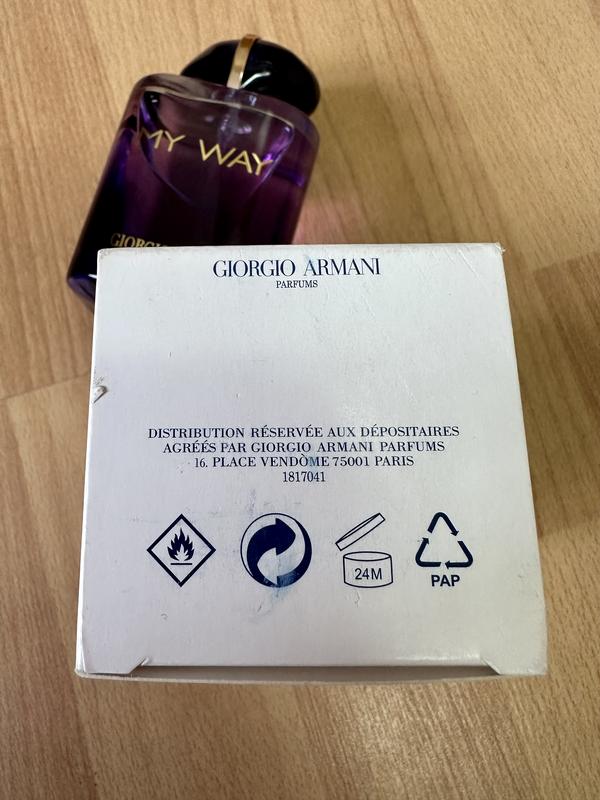 MY WAY
GIORGIO
GIORGIO ARMANI
PARFUMS
DISTRIBUTION RÉSERVÉE AUX DÉPOSITAIRES
AGRÉÉS PAR GIORGIO ARMANI PARFUMS
16. PLACE VENDÔME 75001 PARIS
1817041
24M
PAP